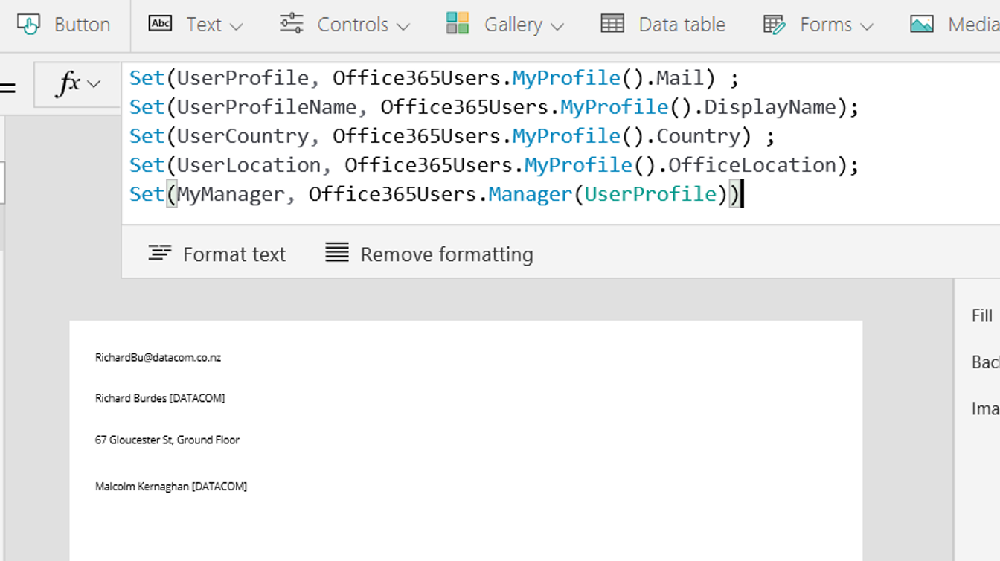 Button Abc Text Controls Gallery Data table Forms Media
= fx Set(UserProfile, Office365Users.MyProfile().Mail) ;
Set(UserProfileName, Office365Users.MyProfile().DisplayName);
Set(UserCountry, Office365Users.MyProfile().Country) ;
Set(UserLocation, Office365Users.MyProfile().OfficeLocation);
Set(MyManager, Office365Users.Manager(UserProfile))
Format text Remove formatting
Fill
RichardBu@datacom.co.nz
Bac
Richard Burdes [DATACOM]
Ima
67 Gloucester St, Ground Floor
Malcolm Kernaghan [DATACOM]